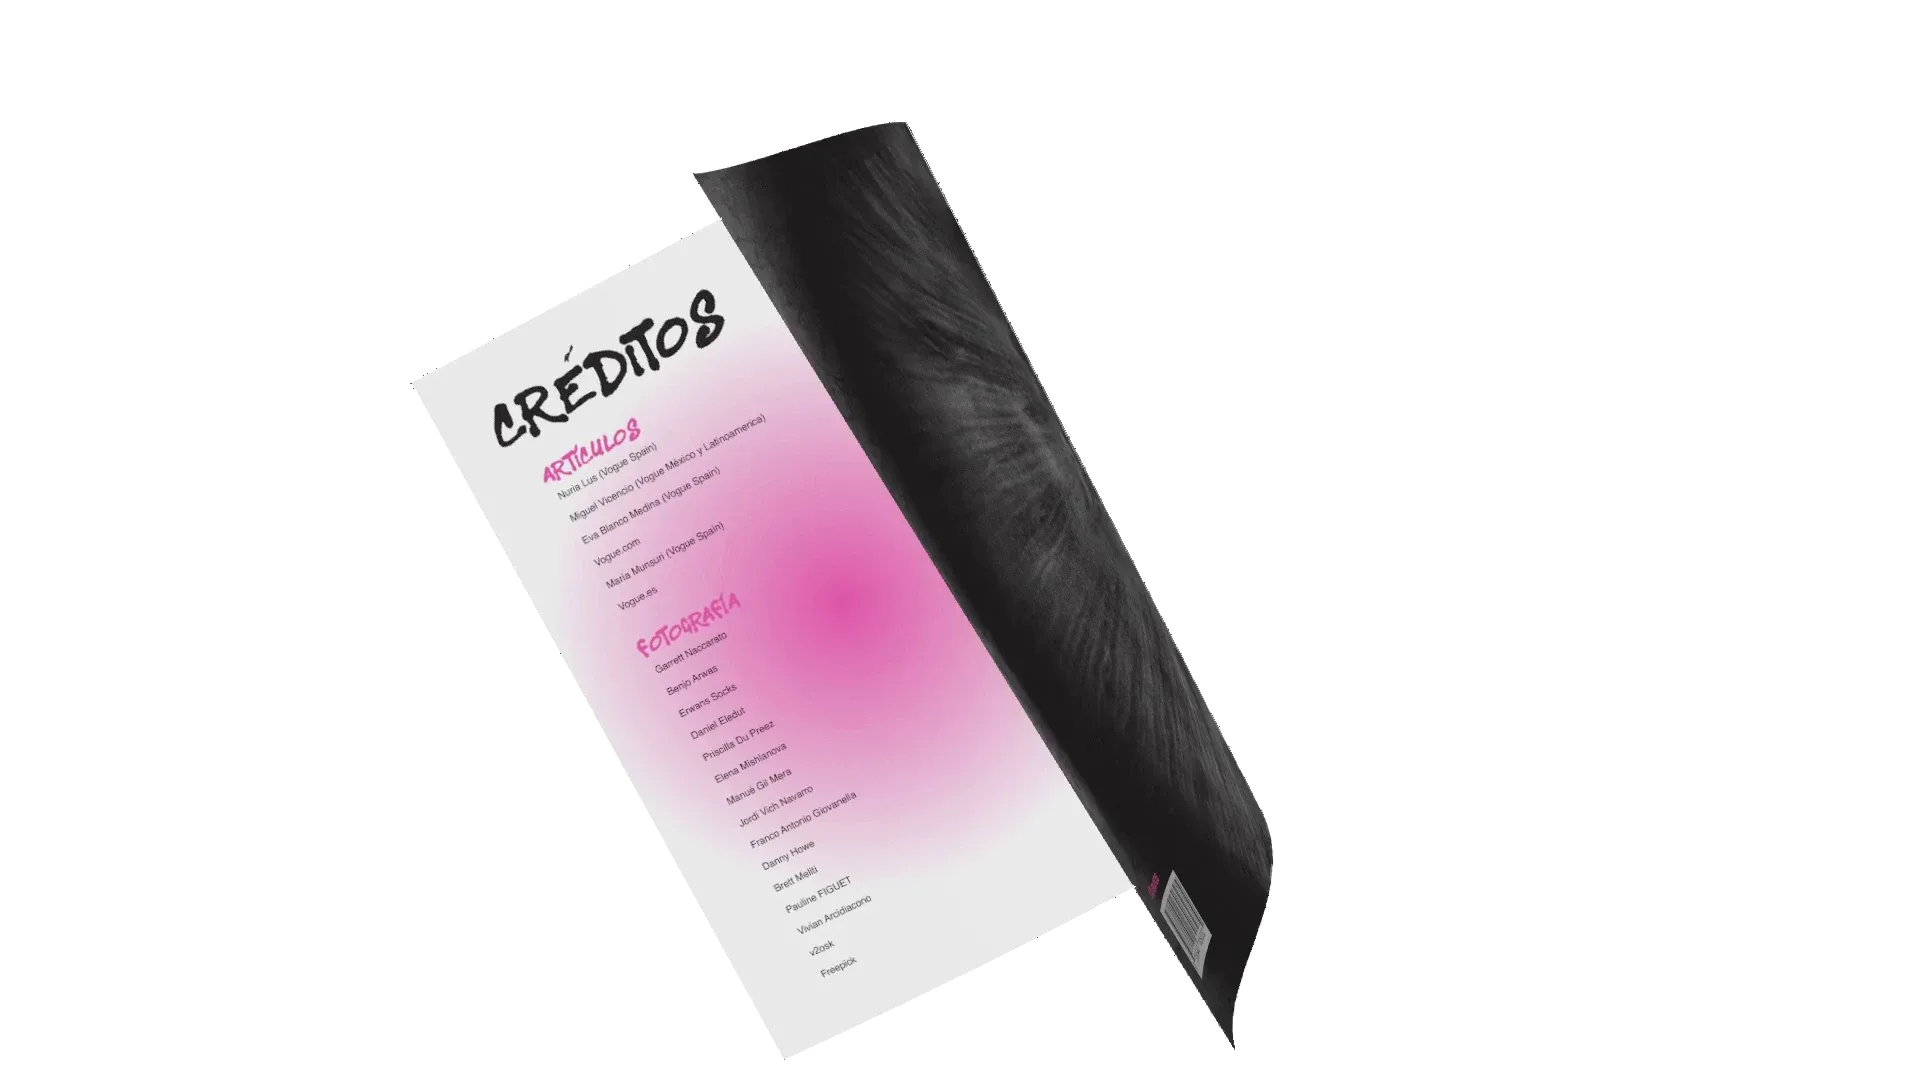 CRÉDITOS
ARTÍCULOS
Nuria Lus (Vogue Spain)
Miguel Vicencio (Vogue México y Latinoamerica)
Eva Blanco Medina (Vogue Spain)
Vogue.com
María Munsuri (Vogue Spain)
Vogue.es
FOTOGRAFÍA
Garrett Naccarato
Benjo Arwas
Erwans Socks
Daniel Eledut
Priscilla Du Preez
Elena Mishlanova
Manué Gil Mera
Jordi Vich Navarro
Franco Antonio Giovanella
Danny Howe
Brett Meliti
Pauline FIGUET
Vivian Arcidiacono
v2osk
Freepick